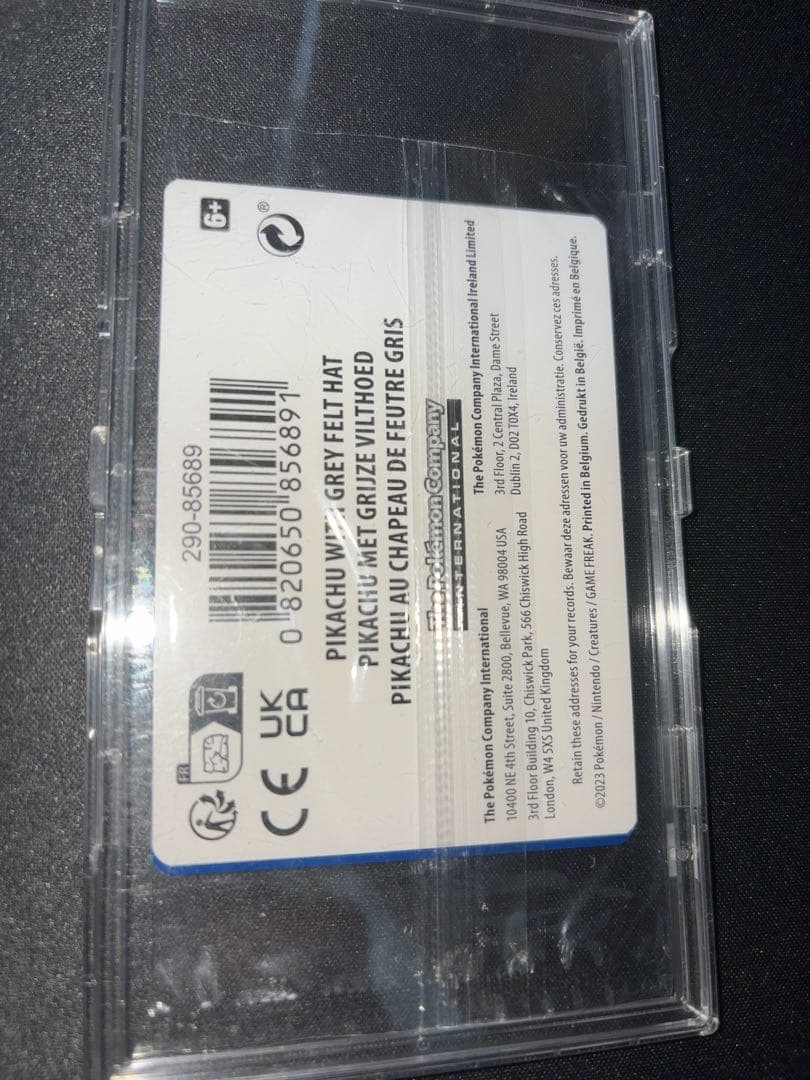 6+
®
290-85689
0 820650 856891
FR
CE
UK
CA
PIKACHU WITH GREY FELT HAT
PIKACHU MET GRIJZE VILTHOED
PIKACHU AU CHAPEAU DE FEUTRE GRIS
The Pokémon Company
INTERNATIONAL
The Pokémon Company International
10400 NE 4th Street, Suite 2800, Bellevue, WA 98004 USA
3rd Floor Building 10, Chiswick Park, 566 Chiswick High Road
London, W4 5XS United Kingdom
The Pokémon Company International Ireland Limited
3rd Floor, 2 Central Plaza, Dame Street
Dublin 2, D02 T0X4, Ireland
Retain these addresses for your records. Bewaar deze adressen voor uw administratie. Conservez ces adresses.
©2023 Pokémon / Nintendo / Creatures / GAME FREAK. Printed in Belgium. Gedrukt in België. Imprimé en Belgique.